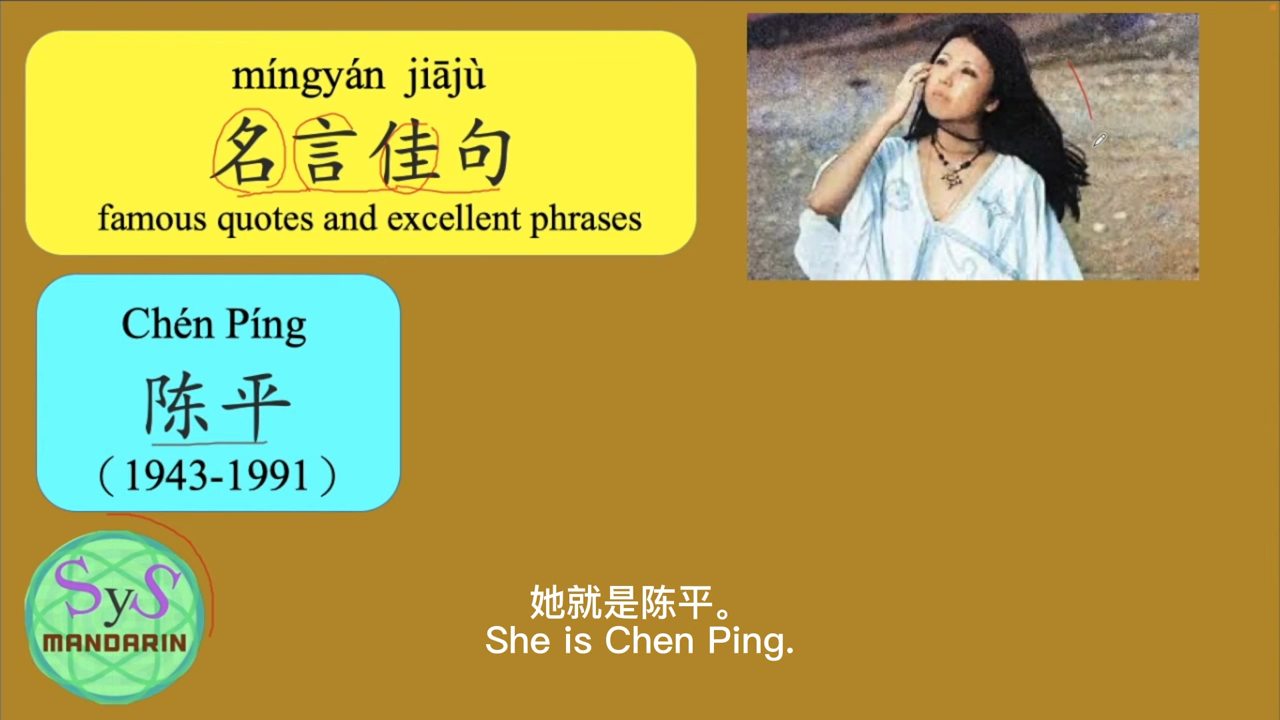 míngyán jiājù
名言佳句
famous quotes and excellent phrases
Chén Píng
陈平
（1943-1991）
SyS
MANDARIN
她就是陈平。
She is Chen Ping.